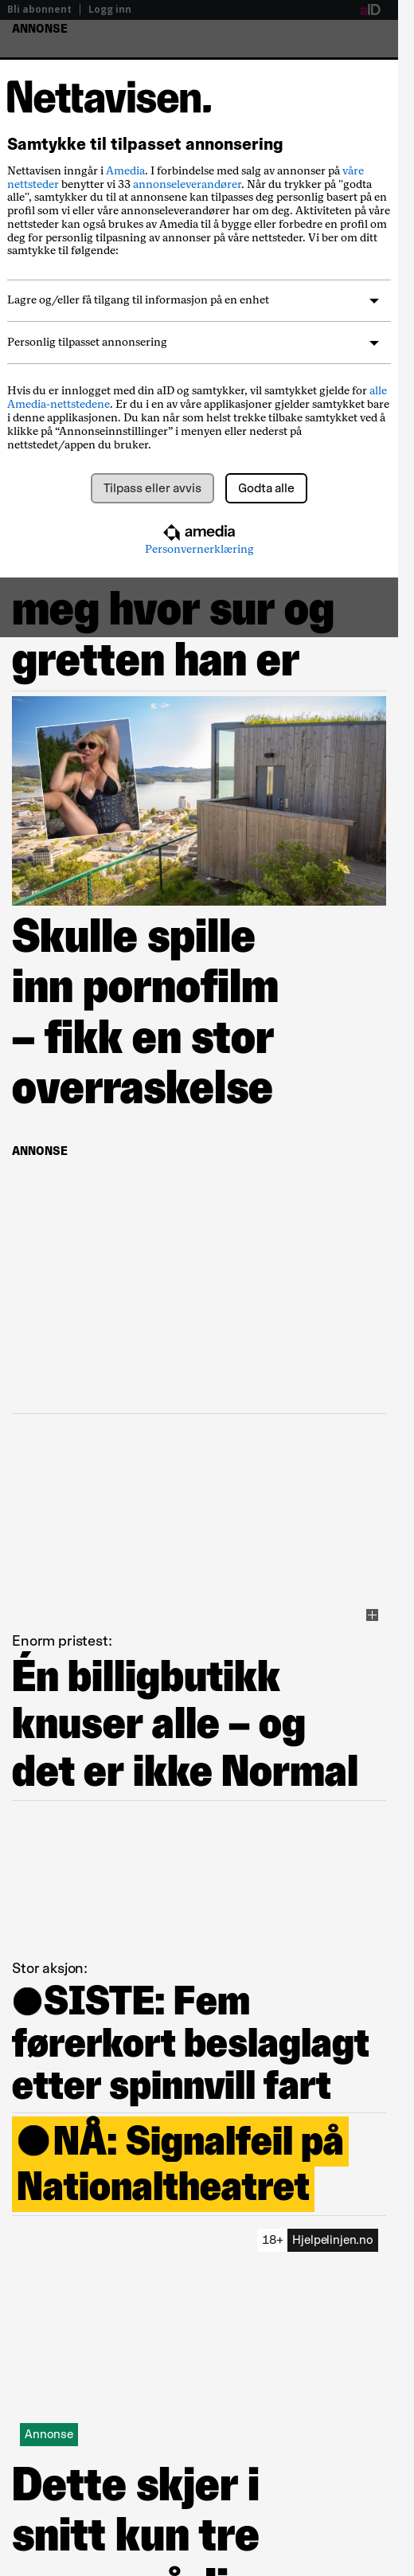 Bli abonnent | Logg inn
aID
ANNONSE
Nettavisen.
Samtykke til tilpasset annonsering
Nettavisen inngår i Amedia. I forbindelse med salg av annonser på våre
nettsteder benytter vi 33 annonseleverandører. Når du trykker på "godta
alle", samtykker du til at annonsene kan tilpasses deg personlig basert på en
profil som vi eller våre annonseleverandører har om deg. Aktiviteten på våre
nettsteder kan også brukes av Amedia til å bygge eller forbedre en profil om
deg for personlig tilpasning av annonser på våre nettsteder. Vi ber om ditt
samtykke til følgende:
Lagre og/eller få tilgang til informasjon på en enhet
Personlig tilpasset annonsering
Hvis du er innlogget med din aID og samtykker, vil samtykket gjelde for alle
Amedia-nettstedene. Er du i en av våre applikasjoner gjelder samtykket bare
i denne applikasjonen. Du kan når som helst trekke tilbake samtykket ved å
klikke på “Annonseinnstillinger” i menyen eller nederst på
nettstedet/appen du bruker.
Tilpass eller avvis
Godta alle
amedia
Personvernerklæring
meg hvor sur og
gretten han er
Skulle spille
inn pornofilm
– fikk en stor
overraskelse
ANNONSE
Enorm pristest:
Én billigbutikk
knuser alle – og
det er ikke Normal
Stor aksjon:
●SISTE: Fem
førerkort beslaglagt
etter spinnvill fart
●NÅ: Signalfeil på
Nationaltheatret
18+ Hjelpelinjen.no
Annonse
Dette skjer i
snitt kun tre